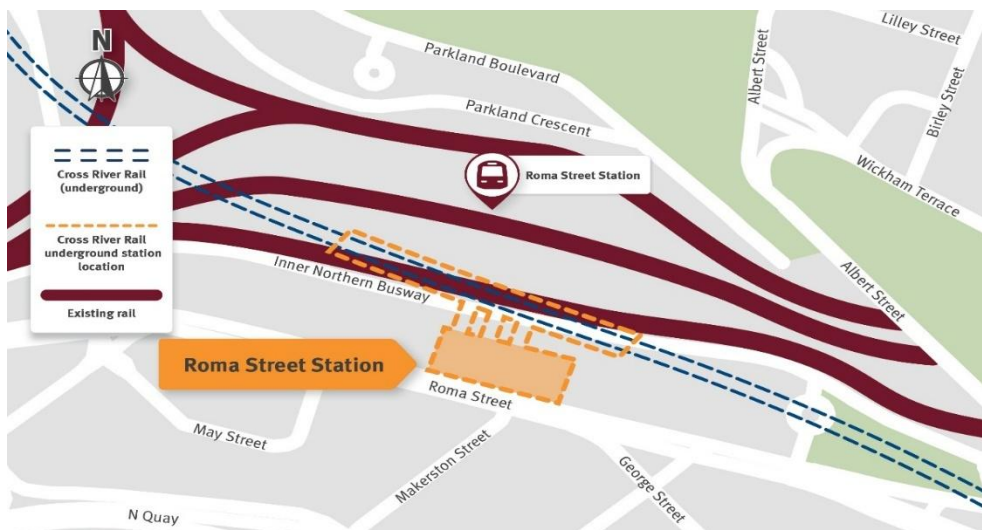 N
Cross River Rail
(underground)
Cross River Rail
underground station
location
Existing rail
Parkland Boulevard
Parkland Crescent
Albert Street
Lilley Street
Birley Street
Wickham Terrace
Roma Street Station
Albert Street
Inner Northern Busway
Roma Street Station
Roma Street
May Street
Makerston Street
George Street
N Quay